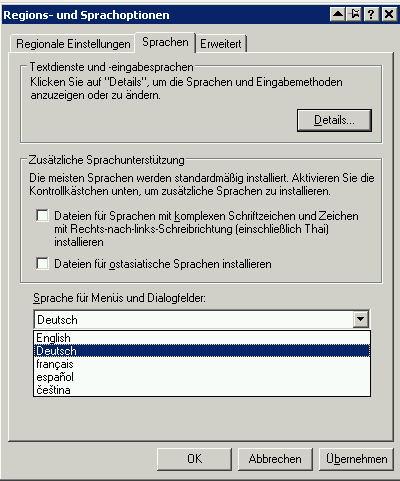 Regions- und Sprachoptionen
Regionale Einstellungen Sprachen Erweitert
Textdienste und -eingabesprachen
Klicken Sie auf "Details", um die Sprachen und Eingabemethoden
anzuzeigen oder zu ändern.
Details...
Zusätzliche Sprachunterstützung
Die meisten Sprachen werden standardmäßig installiert. Aktivieren Sie die
Kontrollkästchen unten, um zusätzliche Sprachen zu installieren.
Dateien für Sprachen mit komplexen Schriftzeichen und Zeichen
mit Rechts-nach-links-Schreibrichtung (einschließlich Thai)
installieren
Dateien für ostasiatische Sprachen installieren
Sprache für Menüs und Dialogfelder:
Deutsch
English
Deutsch
français
español
čeština
OK Abbrechen Übernehmen